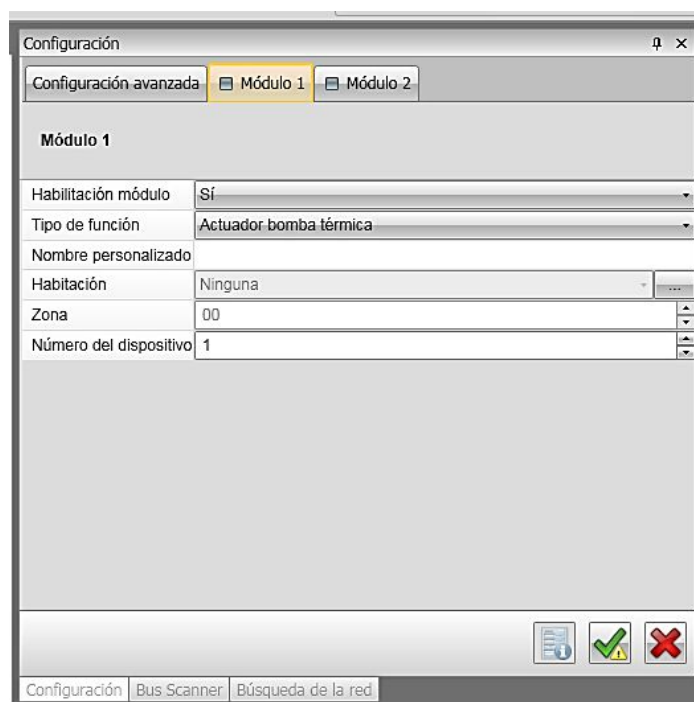 Configuración
Configuración avanzada Módulo 1 Módulo 2
Módulo 1
Habilitación módulo Sí
Tipo de función Actuador bomba térmica
Nombre personalizado
Habitación Ninguna ...
Zona 00
Número del dispositivo 1
Configuración Bus Scanner Búsqueda de la red